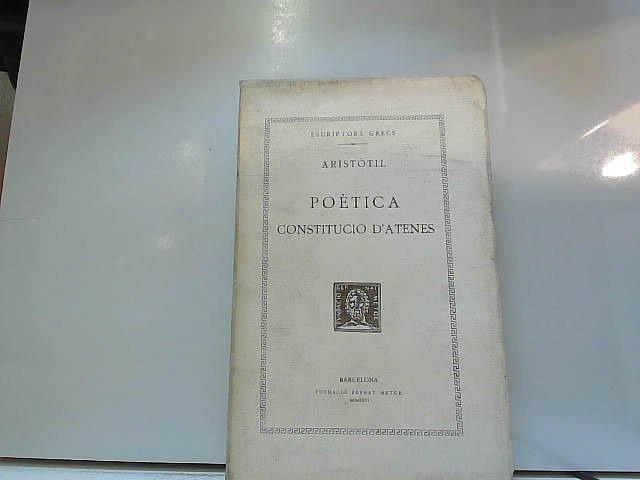 ESCRIPTORS GRECS
ARISTÒTIL
POÈTICA
CONSTITUCIO D'ATENES
BARCELONA
FUNDACIÓ BERNAT METGE